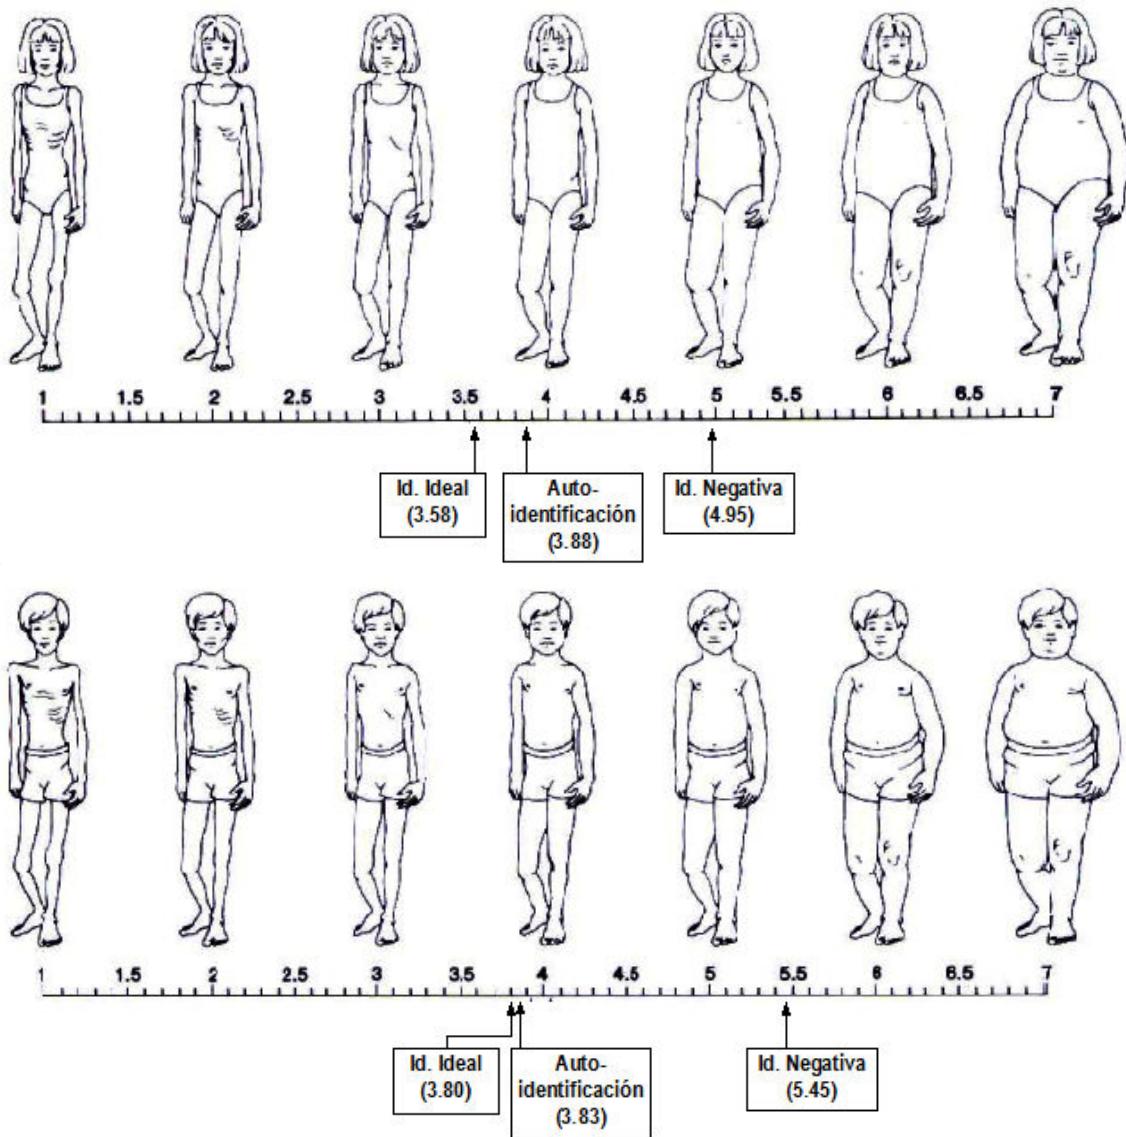 1 1.5 2 2.5 3 3.5 4 4.5 5 5.5 6 6.5 7
Id. Ideal
(3.58)
Auto-
identificación
(3.88)
Id. Negativa
(4.95)
1 1.5 2 2.5 3 3.5 4 4.5 5 5.5 6 6.5 7
Id. Ideal
(3.80)
Auto-
identificación
(3.83)
Id. Negativa
(5.45)